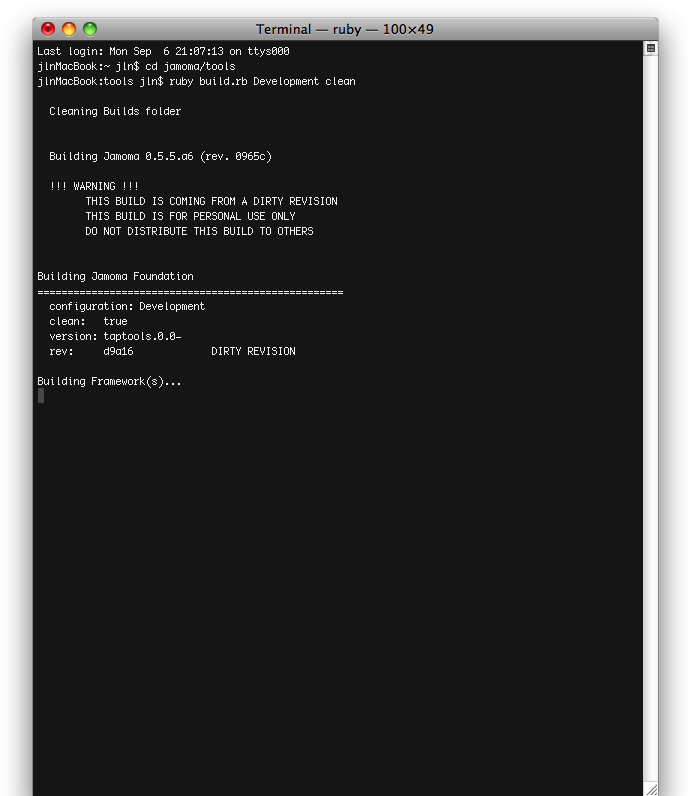 Terminal — ruby — 100×49
Last login: Mon Sep  6 21:07:13 on ttys000
jlnMacBook:~ jln$ cd jamoma/tools
jlnMacBook:tools jln$ ruby build.rb Development clean
Cleaning Builds folder
Building Jamoma 0.5.5.a6 (rev. 0965c)
!!! WARNING !!!
THIS BUILD IS COMING FROM A DIRTY REVISION
THIS BUILD IS FOR PERSONAL USE ONLY
DO NOT DISTRIBUTE THIS BUILD TO OTHERS
Building Jamoma Foundation
===================================================
configuration: Development
clean:   true
version: taptools.0.0-
rev:     d9a16             DIRTY REVISION
Building Framework(s)...